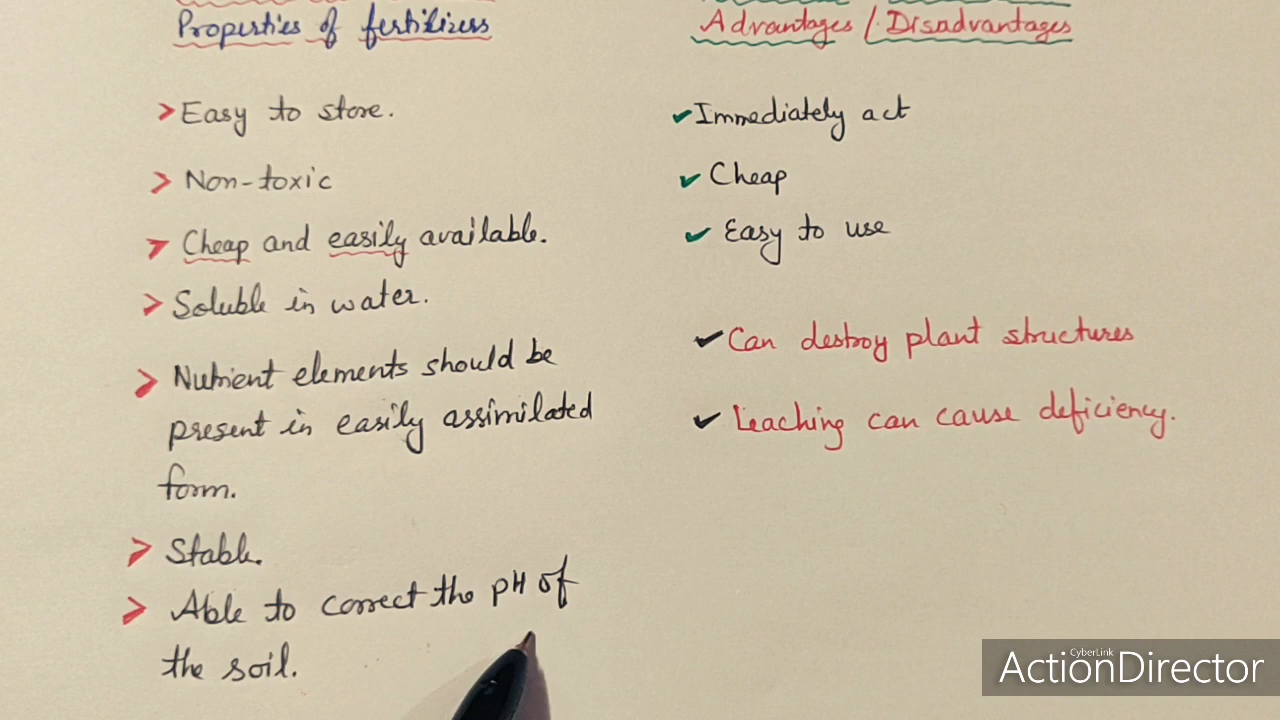 Properties of fertilizers
> Easy to store.
> Non-toxic
> Cheap and easily available.
> Soluble in water.
> Nutrient elements should be
present in easily assimilated
form.
> Stable.
> Able to correct the pH of
the soil.
Advantages / Disadvantages
✔ Immediately act
✔ Cheap
✔ Easy to use
✔ Can destroy plant structures
✔ Leaching can cause deficiency.
CyberLink
ActionDirector